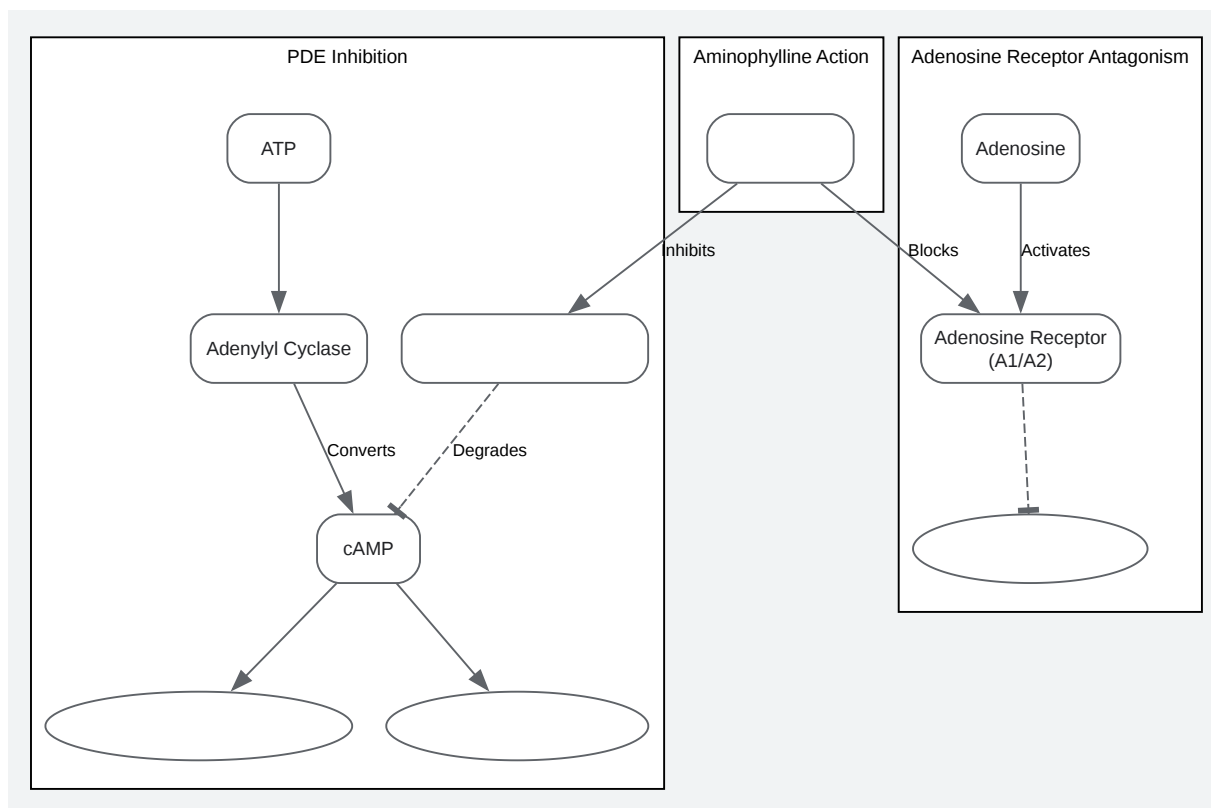 PDE Inhibition
Aminophylline Action
Adenosine Receptor Antagonism
ATP
Adenosine
Inhibits
Blocks
Activates
Adenylyl Cyclase
Adenosine Receptor
(A1/A2)
Converts
Degrades
cAMP